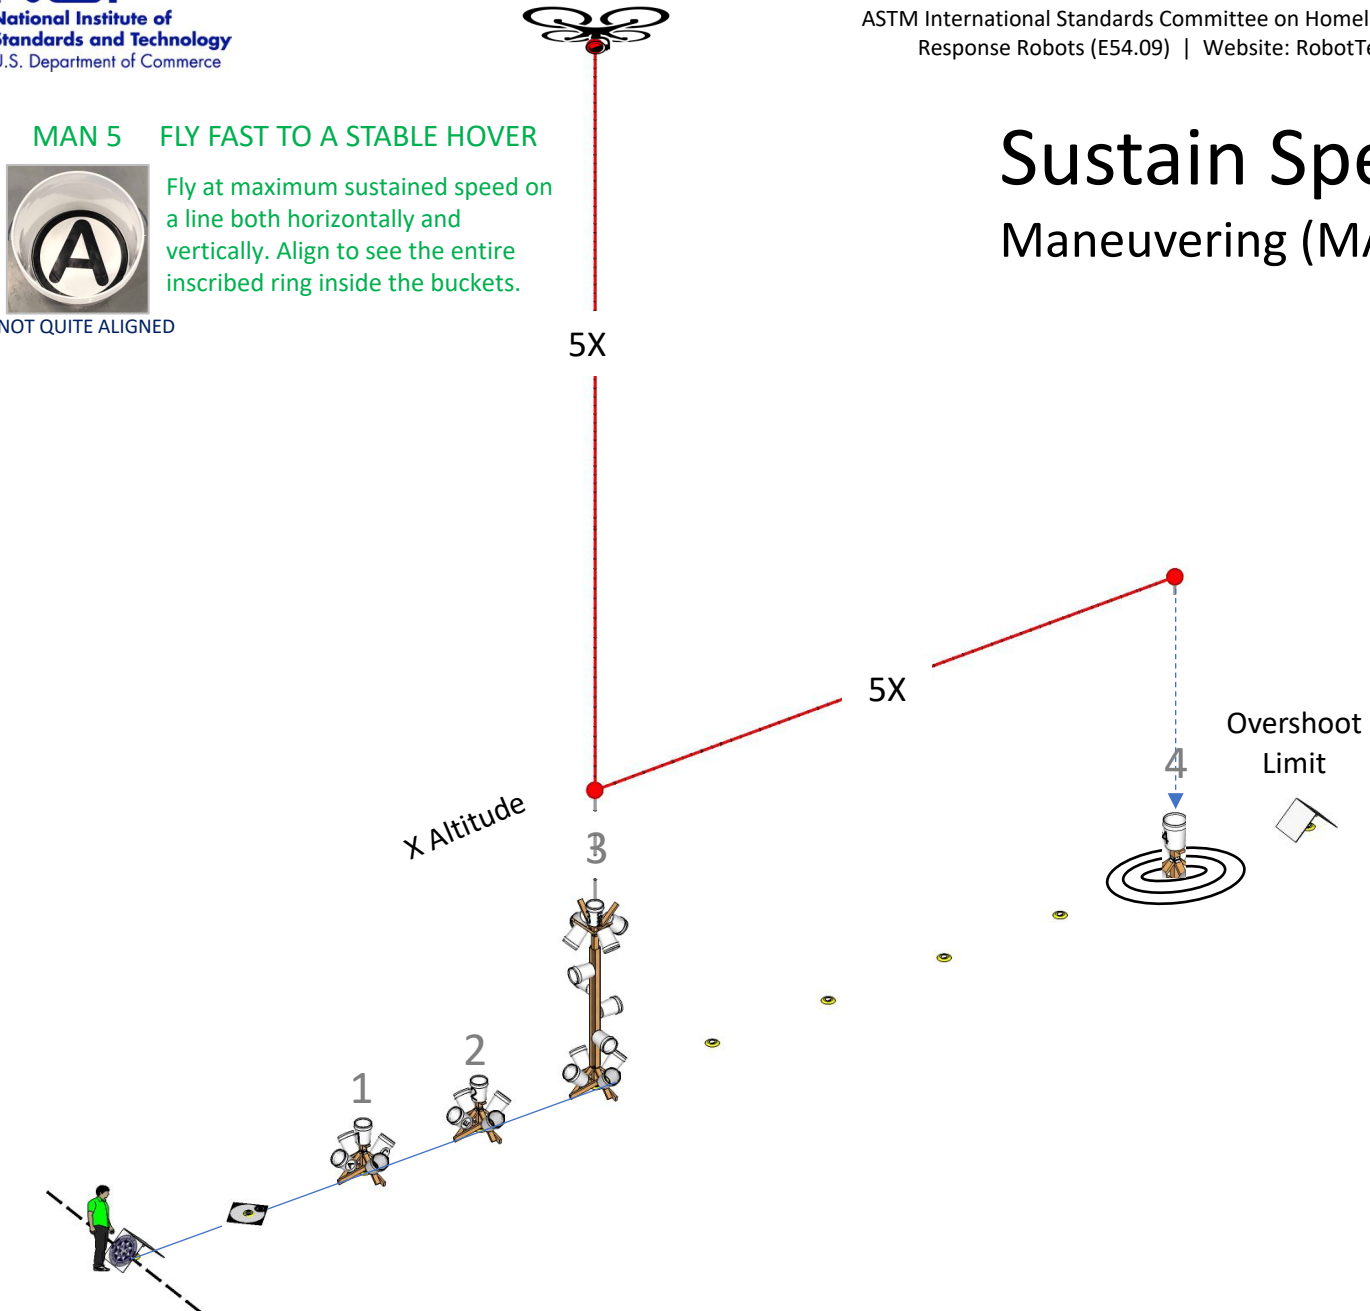 National Institute of
Standards and Technology
U.S. Department of Commerce
ASTM International Standards Committee on Homel
Response Robots (E54.09) | Website: RobotTe
MAN 5 FLY FAST TO A STABLE HOVER
Fly at maximum sustained speed on
a line both horizontally and
vertically. Align to see the entire
inscribed ring inside the buckets.
A
NOT QUITE ALIGNED
Sustain Spe
Maneuvering (MA
5X
5X
Overshoot
Limit
4
X Altitude
3
2
1